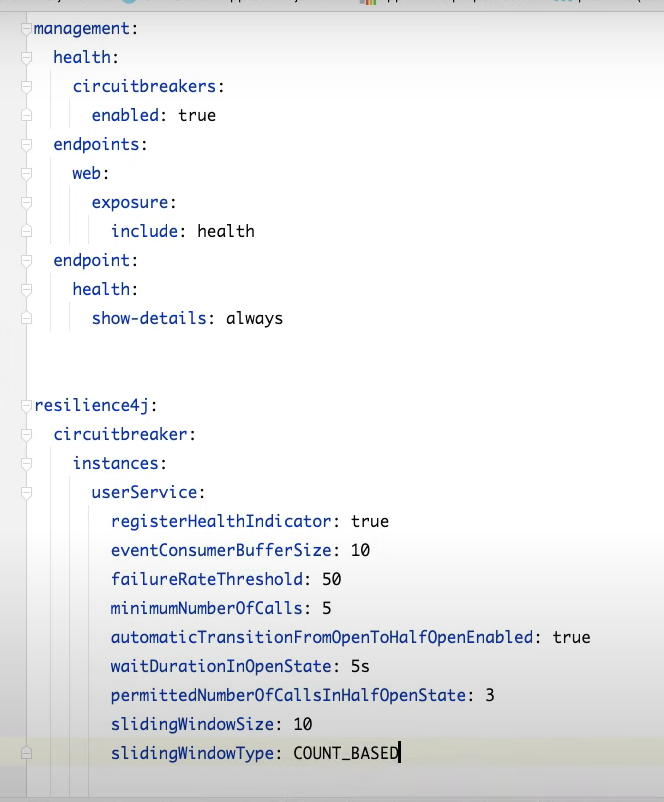 management:
  health:
    circuitbreakers:
      enabled: true
  endpoints:
    web:
      exposure:
        include: health
  endpoint:
    health:
      show-details: always
resilience4j:
  circuitbreaker:
    instances:
      userService:
        registerHealthIndicator: true
        eventConsumerBufferSize: 10
        failureRateThreshold: 50
        minimumNumberOfCalls: 5
        automaticTransitionFromOpenToHalfOpenEnabled: true
        waitDurationInOpenState: 5s
        permittedNumberOfCallsInHalfOpenState: 3
        slidingWindowSize: 10
        slidingWindowType: COUNT_BASED